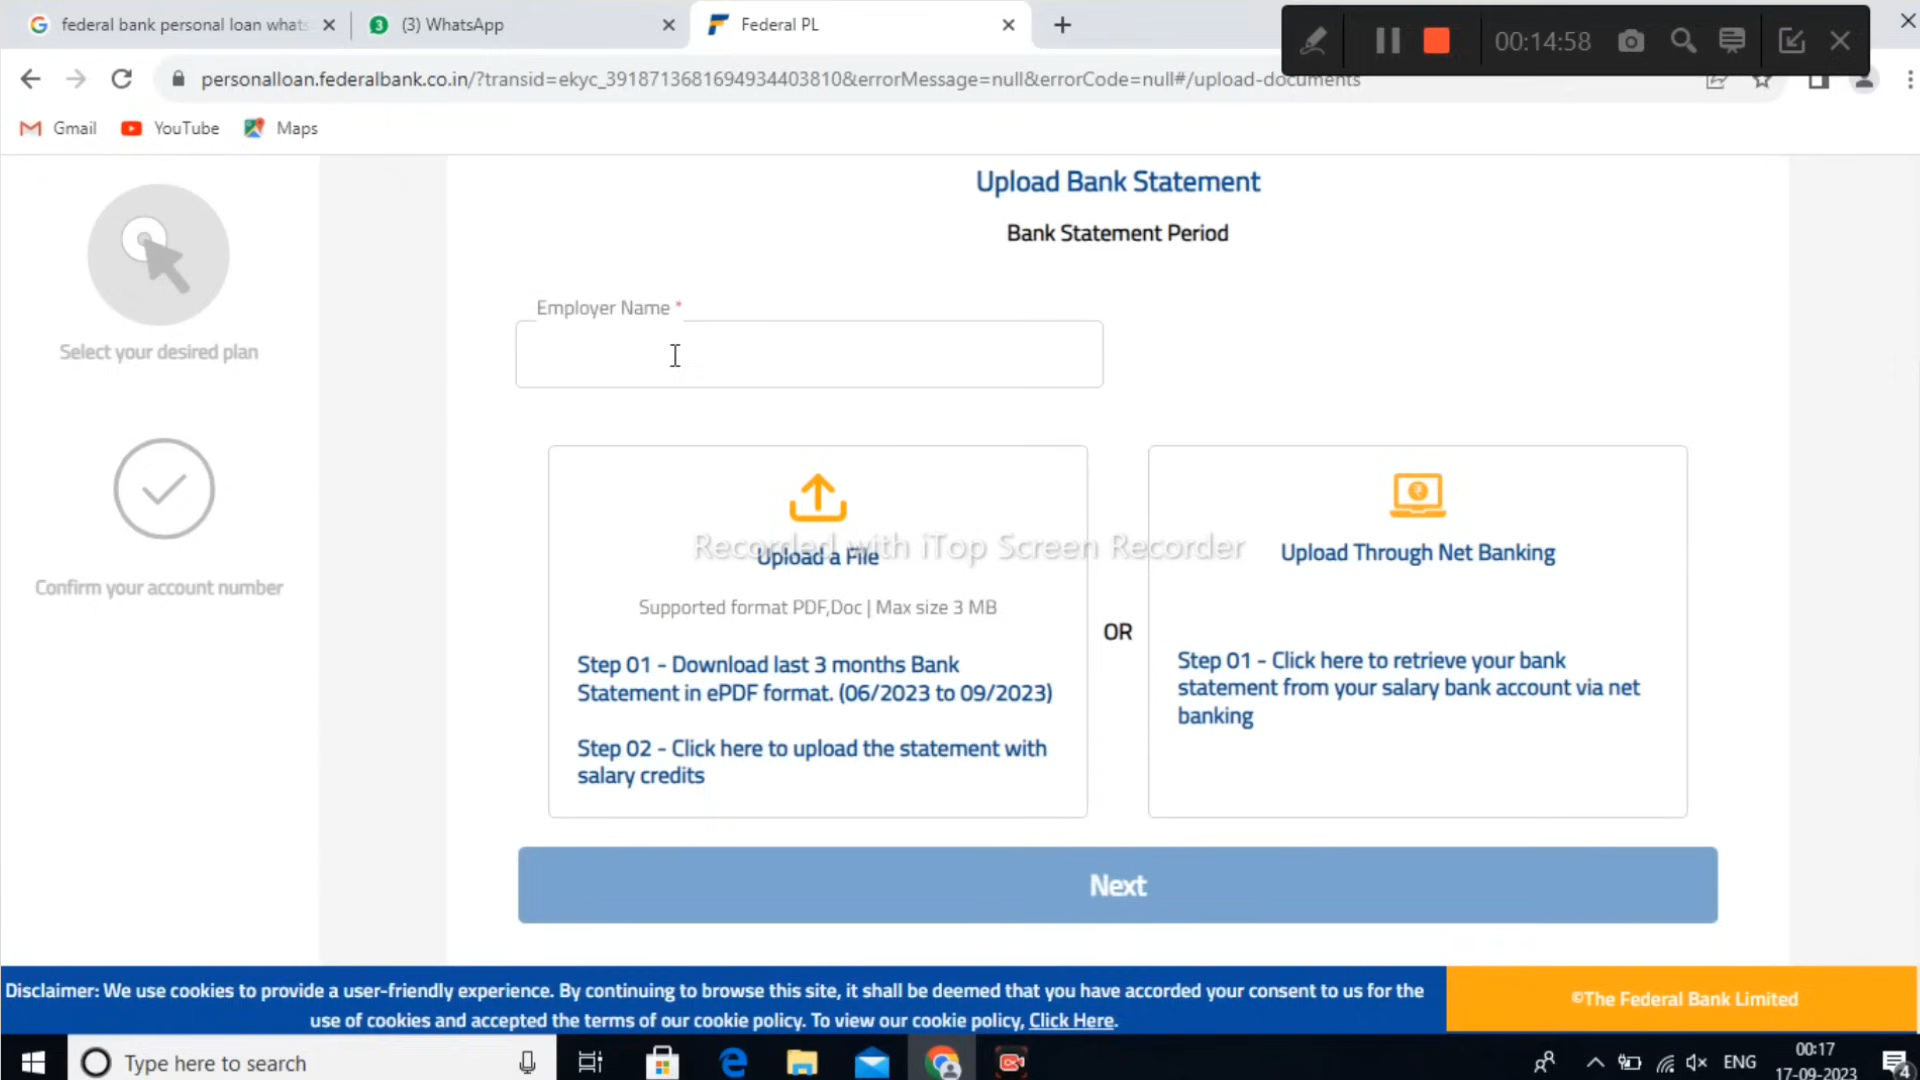 federal bank personal loan whats
3
(3) WhatsApp
Federal PL
00:14:58
personalloan.federalbank.co.in/?transid=ekyc_3918713681694934403810&errorMessage=null&errorCode=null#/upload-documents
Gmail
YouTube
Maps
Upload Bank Statement
Bank Statement Period
Select your desired plan
Employer Name *
Confirm your account number
Recorded with iTop Screen Recorder
Upload a File
Supported format PDF,Doc | Max size 3 MB
Step 01 - Download last 3 months Bank
Statement in ePDF format. (06/2023 to 09/2023)
Step 02 - Click here to upload the statement with
salary credits
OR
Upload Through Net Banking
Step 01 - Click here to retrieve your bank
statement from your salary bank account via net
banking
Next
Disclaimer: We use cookies to provide a user-friendly experience. By continuing to browse this site, it shall be deemed that you have accorded your consent to us for the
use of cookies and accepted the terms of our cookie policy. To view our cookie policy, Click Here.
©The Federal Bank Limited
Type here to search
ENG
00:17
17-09-2023
4